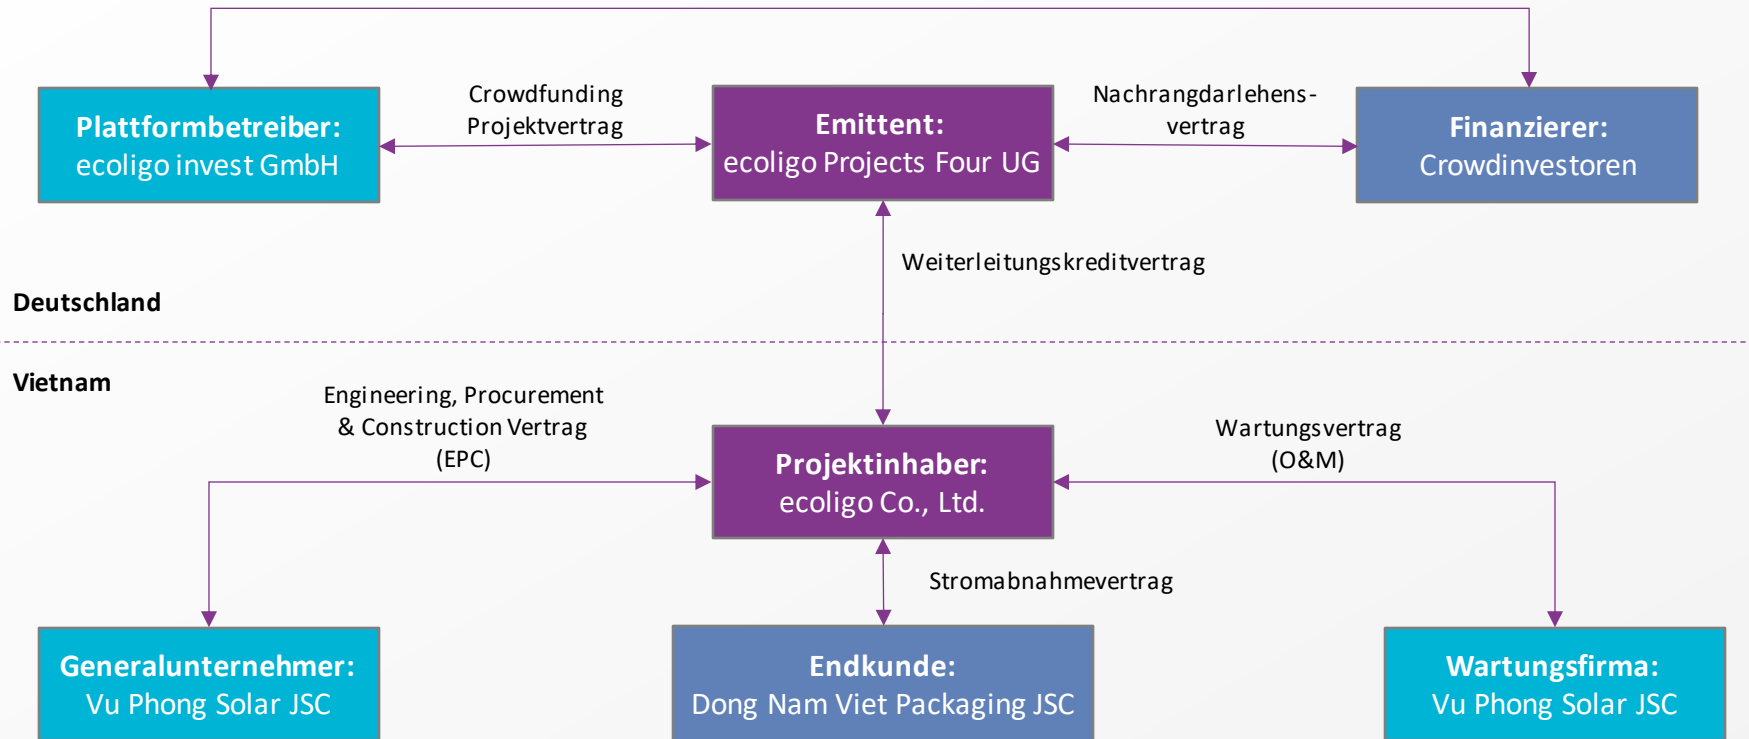 Plattformbetreiber:
ecoligo invest GmbH
Crowdfunding
Projektvertrag
Emittent:
ecoligo Projects Four UG
Nachrangdarlehens-
vertrag
Finanzierer:
Crowdinvestoren
Weiterleitungskreditvertrag
Deutschland
Vietnam
Engineering, Procurement
& Construction Vertrag
(EPC)
Projektinhaber:
ecoligo Co., Ltd.
Wartungsvertrag
(O&M)
Stromabnahmevertrag
Generalunternehmer:
Vu Phong Solar JSC
Endkunde:
Dong Nam Viet Packaging JSC
Wartungsfirma:
Vu Phong Solar JSC